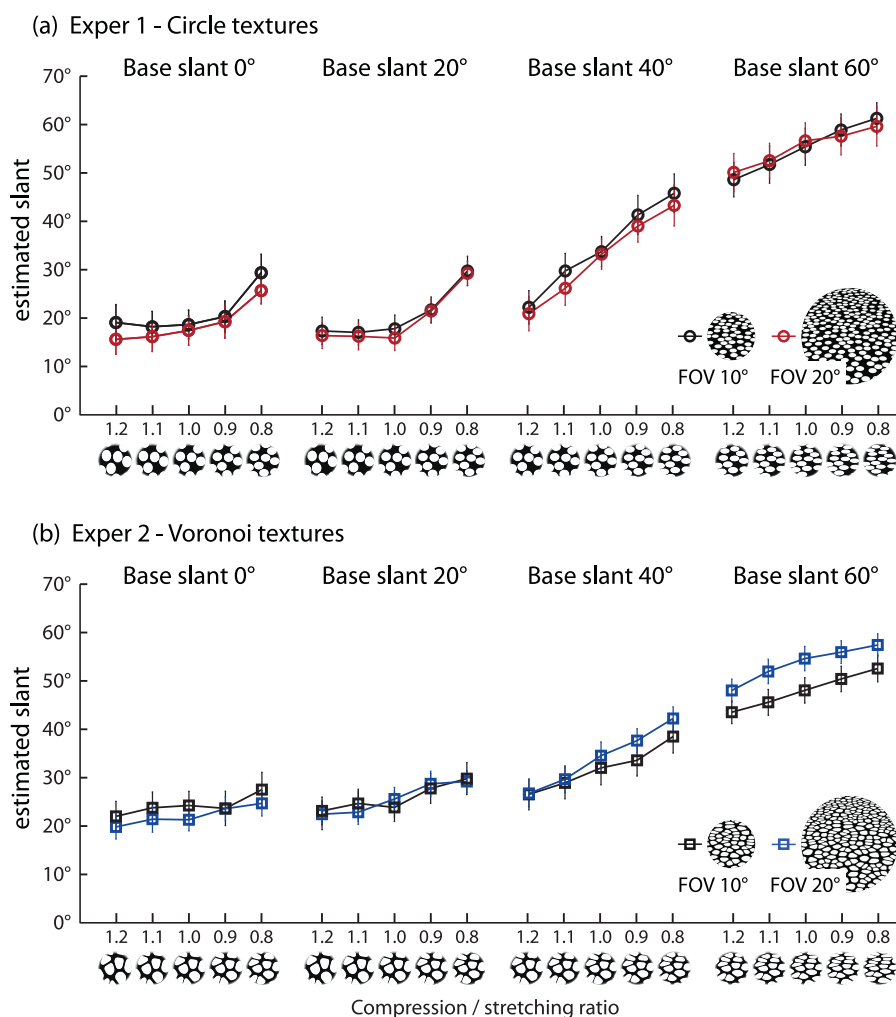 (a) Exper 1 - Circle textures
Base slant 0° Base slant 20° Base slant 40° Base slant 60°
70°
60°
50°
40°
30°
20°
10°
0°
estimated slant
FOV 10° FOV 20°
1.2 1.1 1.0 0.9 0.8 1.2 1.1 1.0 0.9 0.8 1.2 1.1 1.0 0.9 0.8 1.2 1.1 1.0 0.9 0.8
(b) Exper 2 - Voronoi textures
Base slant 0° Base slant 20° Base slant 40° Base slant 60°
70°
60°
50°
40°
30°
20°
10°
0°
estimated slant
FOV 10° FOV 20°
1.2 1.1 1.0 0.9 0.8 1.2 1.1 1.0 0.9 0.8 1.2 1.1 1.0 0.9 0.8 1.2 1.1 1.0 0.9 0.8
Compression / stretching ratio